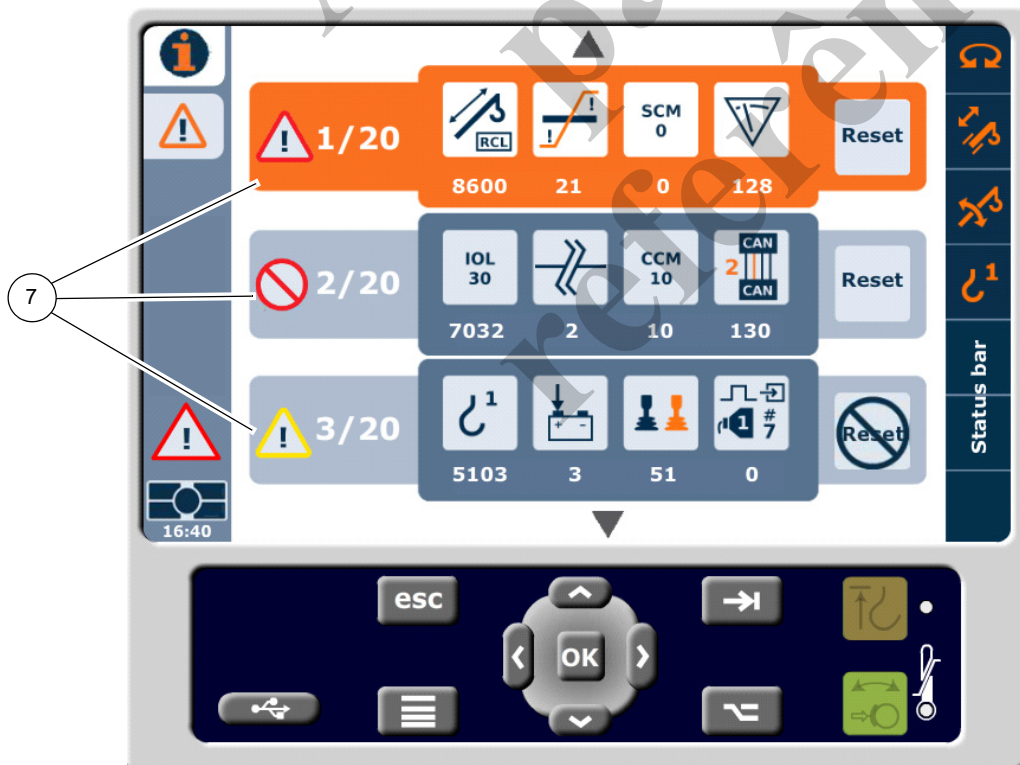 1/20
RCL
!
!
SCM
0
Reset
8600
21
0
128
2/20
IOL
30
CCM
10
CAN
2
CAN
Reset
7032
2
10
130
7
3/20
1
+ -
1
#
7
Reset
5103
3
51
0
16:40
1
Status bar
esc
OK
referên